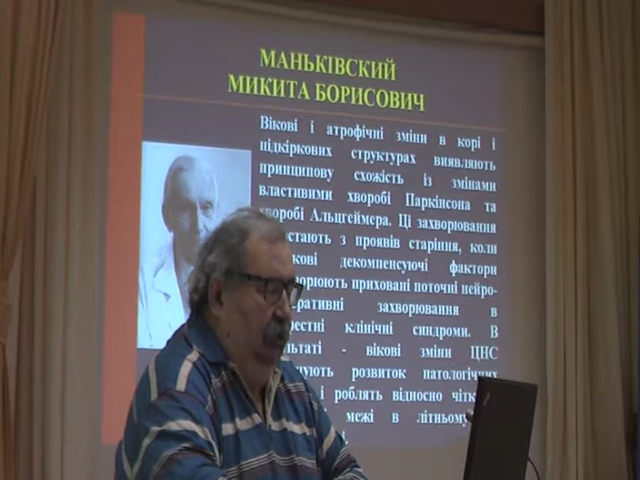 МАНЬКІВСКИЙ
МИКИТА БОРИСОВИЧ
Вікові і атрофічні зміни в корі і
підкіркових структурах виявляють
принципову схожість із змінами
властивими хворобі Паркінсона та
хворобі Альцгеймера. Ці захворювання
з проявів старіння, коли
декомпенсуючі фактори
приховані поточні нейро-
захворювання в
клінічні синдроми. В
- вікові зміни ЦНС
розвиток патологічних
і роблять відносно
межі в літньому